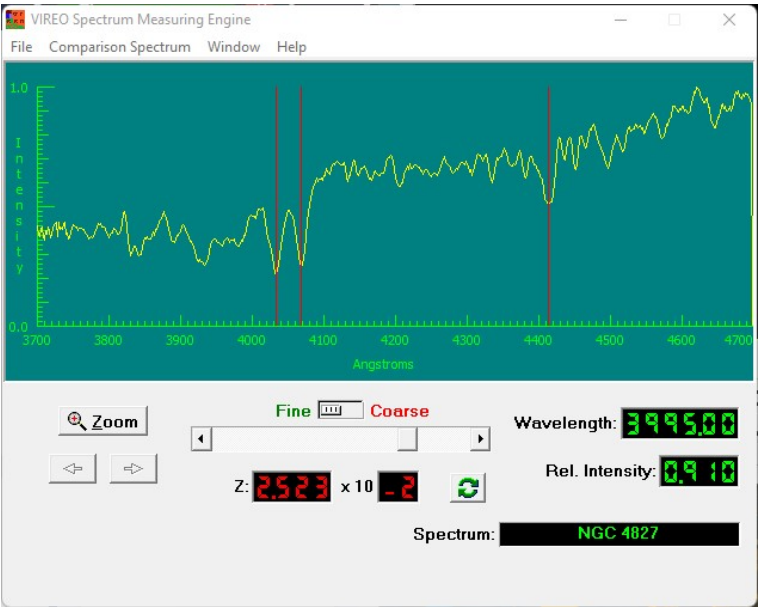 VIREO Spectrum Measuring Engine
File Comparison Spectrum Window Help
1.0
Intensity
0.0
3700 3800 3900 4000 4100 4200 4300 4400 4500 4600 4700
Angstroms
Fine Coarse
Zoom
Wavelength: 3995.00
Rel. Intensity: 0.910
Z: 2.523 x 10 -2
Spectrum: NGC 4827